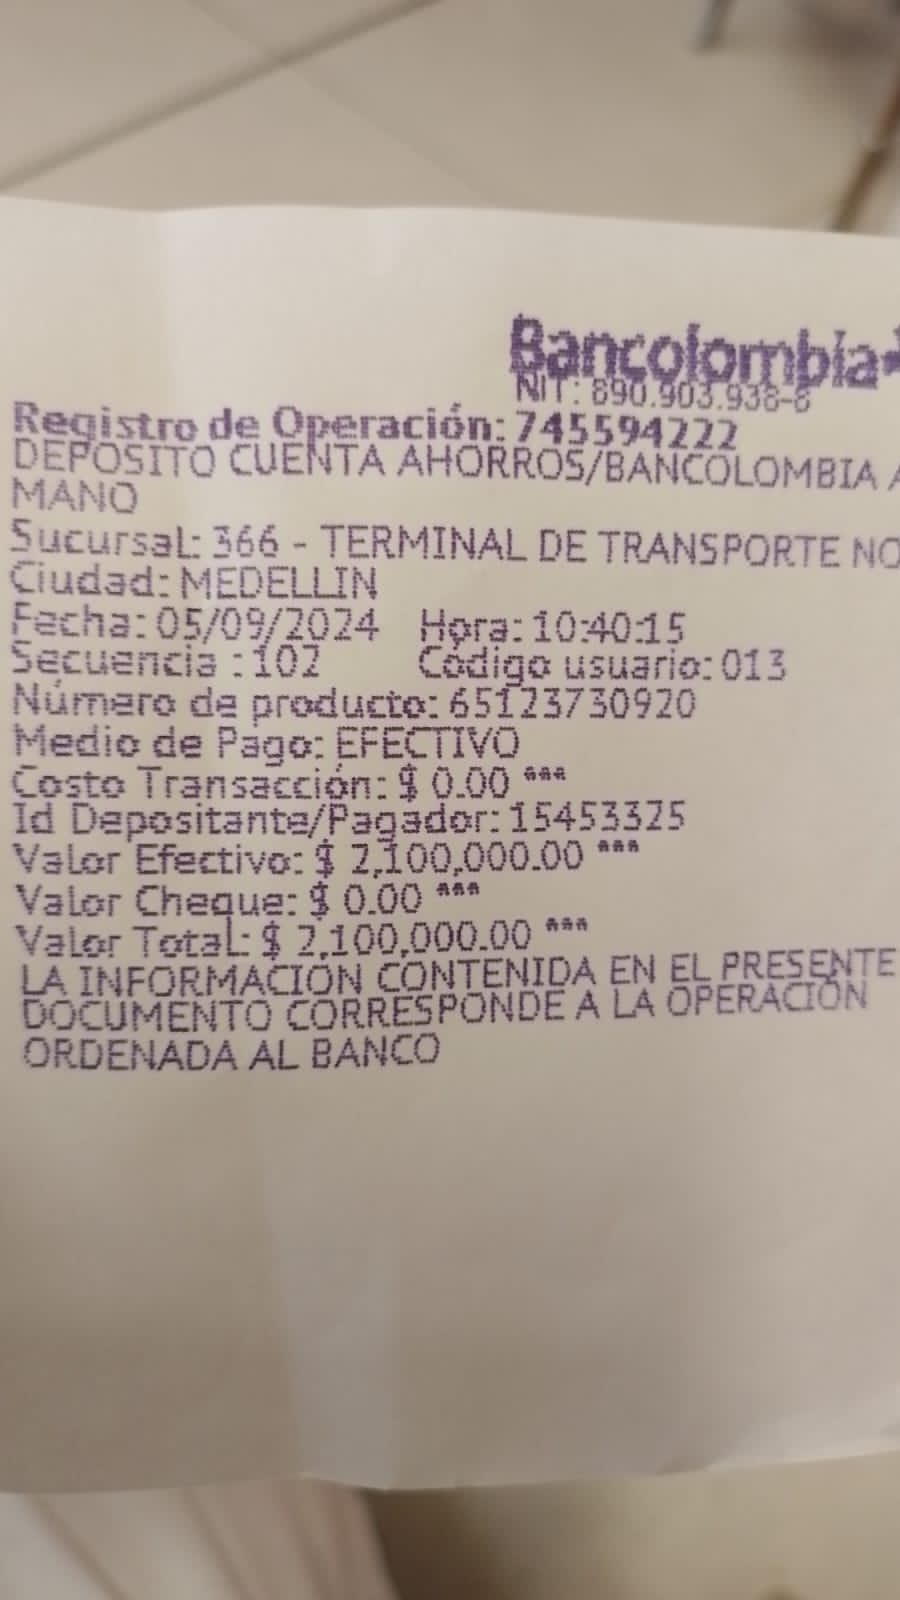 Bancolombia
NIT: 890.903.938-8
Registro de Operación: 745594222
DEPOSITO CUENTA AHORROS/BANCOLOMBIA A
MANO
Sucursal: 366 - TERMINAL DE TRANSPORTE NO
Ciudad: MEDELLIN
Fecha: 05/09/2024 Hora: 10:40:15
Secuencia : 102 Código usuario: 013
Número de producto: 65123730920
Medio de Pago: EFECTIVO
Costo Transacción: $ 0.00 ***
Id Depositante/Pagador: 15453325
Valor Efectivo: $ 2,100,000.00 ***
Valor Cheque: $ 0.00 ***
Valor Total: $ 2,100,000.00 ***
LA INFORMACIÓN CONTENIDA EN EL PRESENTE
DOCUMENTO CORRESPONDE A LA OPERACIÓN
ORDENADA AL BANCO